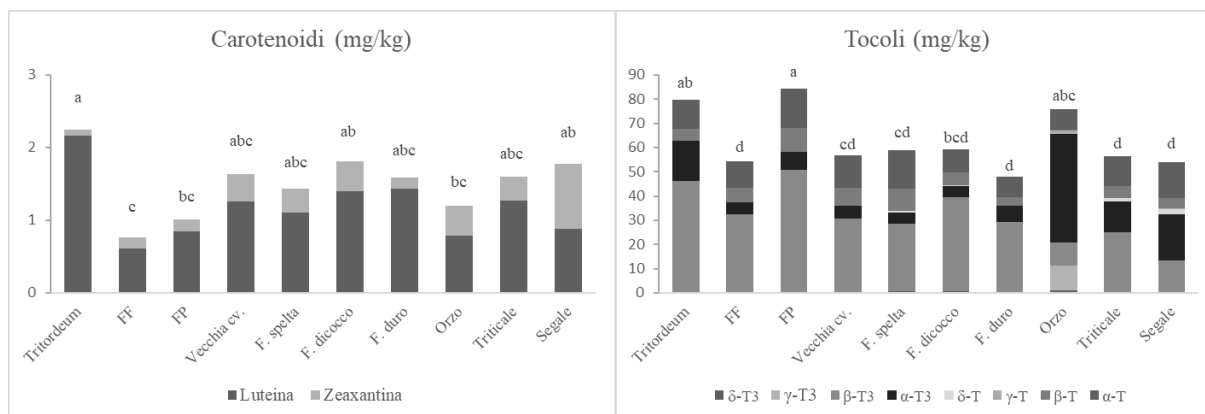 Carotenoidi (mg/kg)
3
2
1
0
a
c
bc
abc
abc
ab
abc
bc
abc
ab
Tritordeum
FF
FP
Vecchia cv.
F. spelta
F. dicocco
F. duro
Orzo
Triticale
Segale
Luteina Zeaxantina
Tocoli (mg/kg)
90
80
70
60
50
40
30
20
10
0
ab
d
a
cd
cd
bcd
d
abc
d
d
Tritordeum
FF
FP
Vecchia cv.
F. spelta
F. dicocco
F. duro
Orzo
Triticale
Segale
δ-T3 γ-T3 β-T3 α-T3 δ-T γ-T β-T α-T